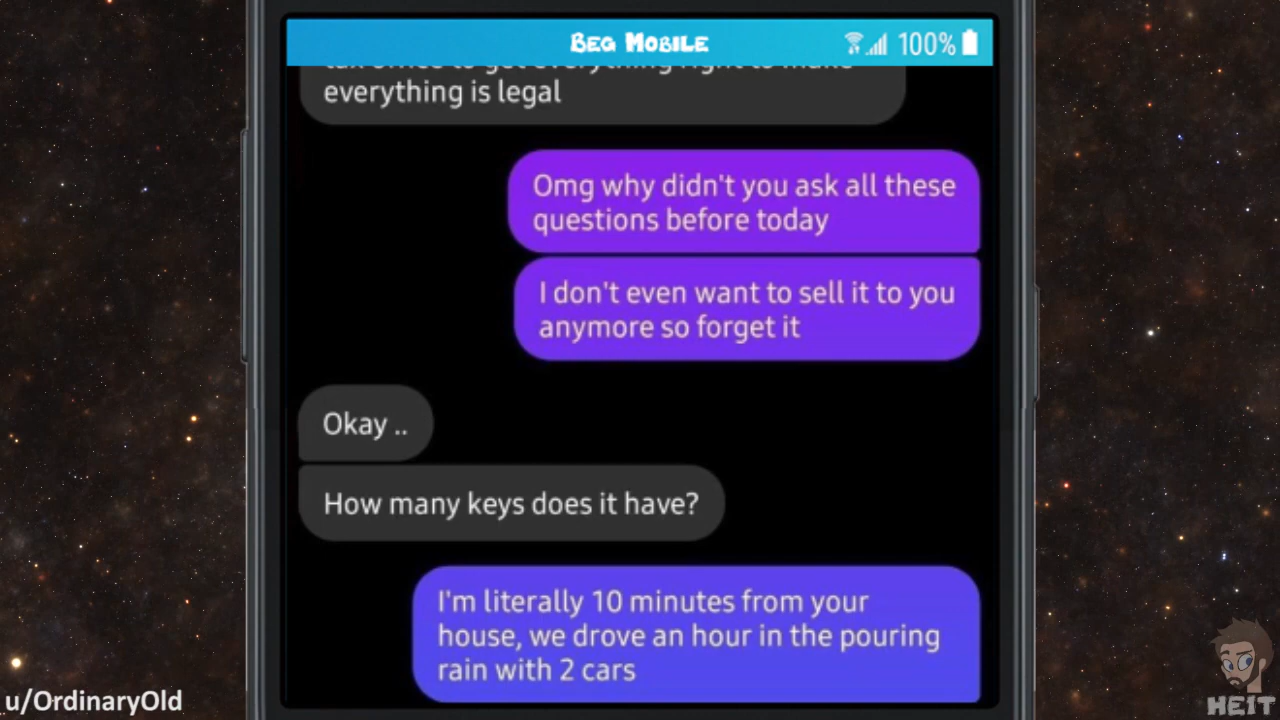 BEG MOBILE
100%
everything is legal
Omg why didn't you ask all these
questions before today
I don't even want to sell it to you
anymore so forget it
Okay ..
How many keys does it have?
I'm literally 10 minutes from your
house, we drove an hour in the pouring
rain with 2 cars
u/OrdinaryOld
HEIT